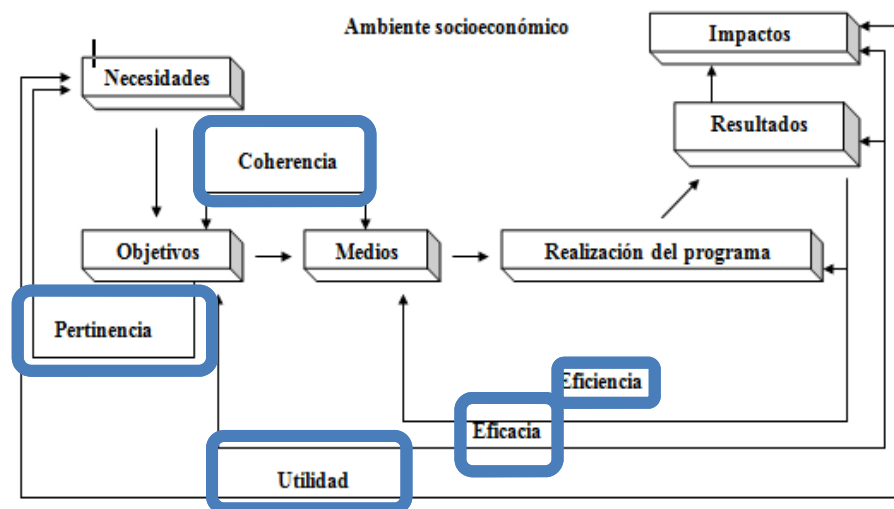 Ambiente socioeconómico
Impactos
Necesidades
Resultados
Coherencia
Objetivos
Medios
Realización del programa
Pertinencia
Eficiencia
Eficacia
Utilidad